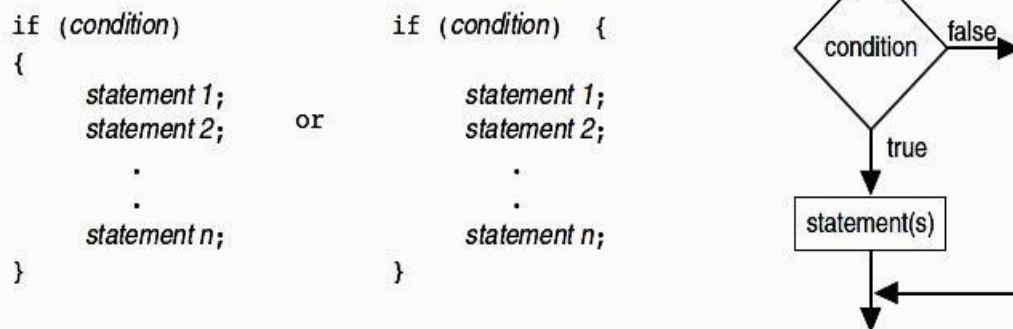 if (condition)
{
statement 1;
statement 2;
.
.
statement n;
}
or
if (condition) {
statement 1;
statement 2;
.
.
statement n;
}
condition
false
true
statement(s)